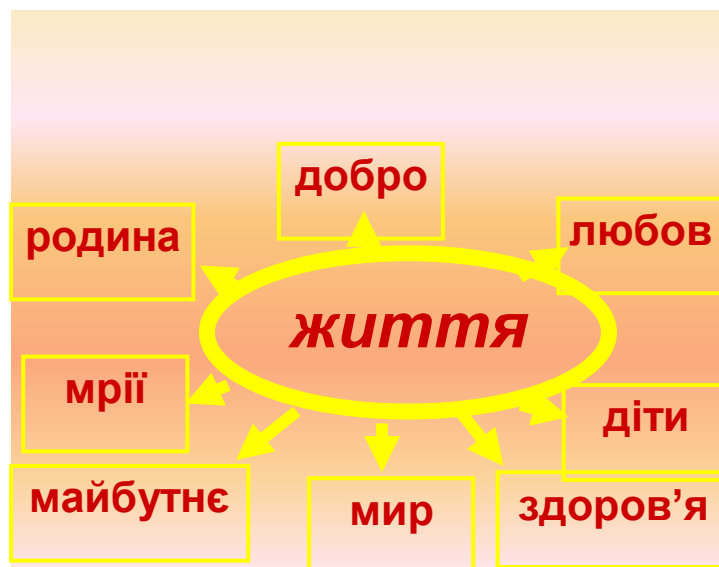 добро
родина
любов
життя
мрії
діти
майбутнє
мир
здоров’я